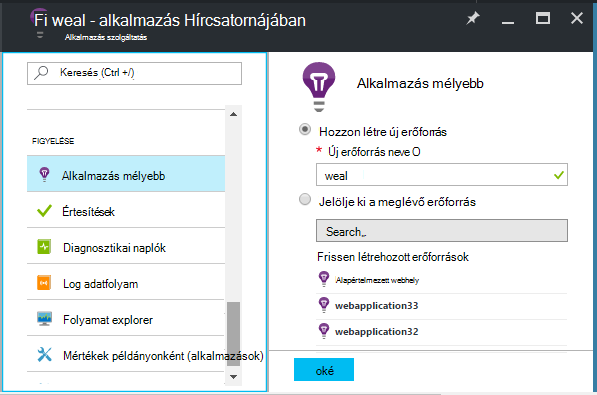 Fi weal - alkalmazás Hírcsatornájában
Alkalmazás szolgáltatás
Keresés (Ctrl +/)
FIGYELÉSE
Alkalmazás mélyebb
Értesítések
Diagnosztikai naplók
Log adatfolyam
Folyamat explorer
Mértékek példányonként (alkalmazások)
Alkalmazás mélyebb
Hozzon létre új erőforrás
* Új erőforrás neve O
weal
Jelölje ki a meglévő erőforrás
Search,.
Frissen létrehozott erőforrások
Alapértelmezett webhely
webapplication33
webapplication32
oké